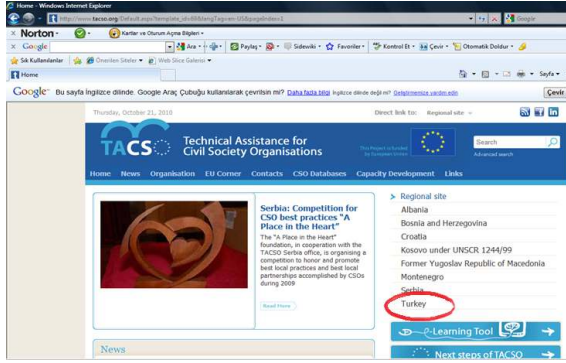 Home - Windows Internet Explorer
http://www.tacso.org/Default.aspx?template_id=68&langTag=en-US&pageIndex=1
Google
Norton
Kartlar ve Oturum Açma Bilgileri
Google
Ara
Paylaş
Sidewiki
Favoriler
Kontrol Et
Çevir
Otomatik Doldur
Sık Kullanılanlar
Önerilen Siteler
Web Slice Galerisi
Home
Sayfa
Google Bu sayfa İngilizce dilinde. Google Araç Çubuğu kullanılarak çevrilsin mi? Daha fazla bilgi İngilizce dilinde değil mi? Geliştirmemize yardım edin
Çevir
Thursday, October 21, 2010
Direct link to: Regional site
TACSO
Technical Assistance for
Civil Society Organisations
This Project is funded
by European Union
Search
Advanced search
Home News Organisation EU Corner Contacts CSO Databases Capacity Development Links
Serbia: Competition for
CSO best practices "A
Place in the Heart"
The "A Place in the Heart"
foundation, in cooperation with the
TACSO Serbia office, is organising a
competition to honor and promote
best local practices and best local
partnerships accomplished by CSOs
during 2009
Read More
Regional site
Albania
Bosnia and Herzegovina
Croatia
Kosovo under UNSCR 1244/99
Former Yugoslav Republic of Macedonia
Montenegro
Serbia
Turkey
e-Learning Tool
News
Next steps of TACSO